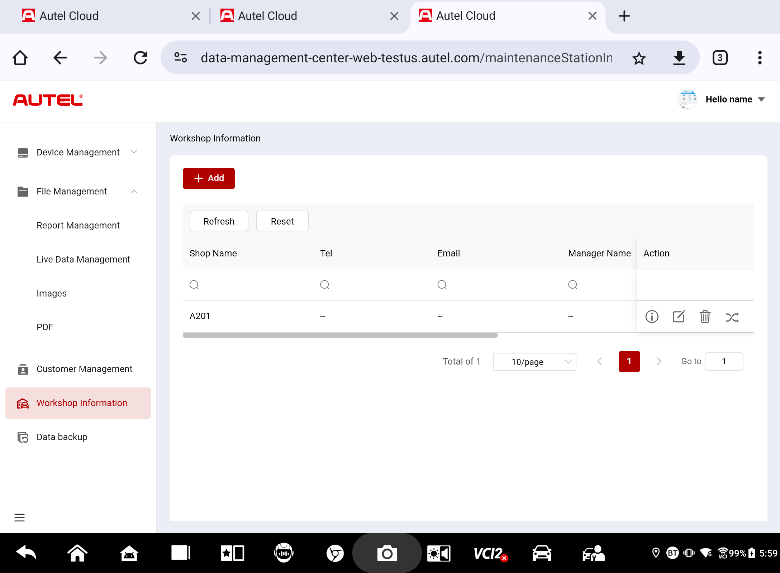 Autel Cloud
Autel Cloud
Autel Cloud
data-management-center-web-testus.autel.com/maintenanceStationIn
3
AUTEL
Hello name
Device Management
File Management
Report Management
Live Data Management
Images
PDF
Customer Management
Workshop Information
Data backup
Workshop Information
+ Add
Refresh Reset
Shop Name Tel Email Manager Name Action
A201 -- -- --
Total of 1 10/page 1 Go to 1
VCI2 BT 99% 5:59